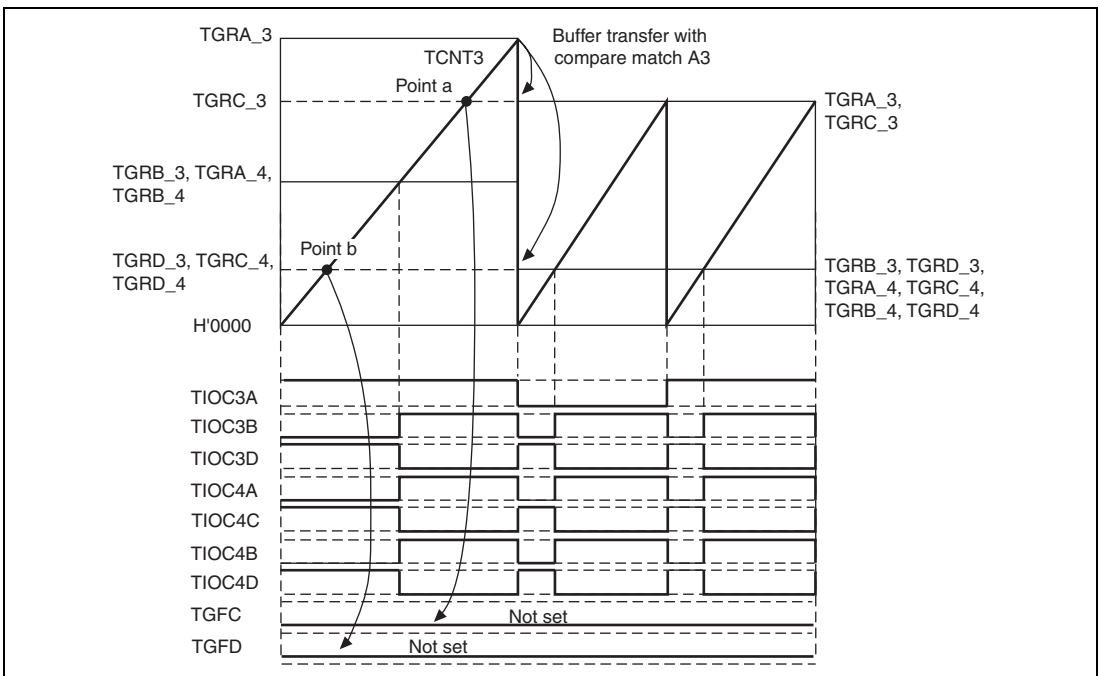 TGRA_3
TCNT3
Buffer transfer with
compare match A3
Point a
TGRC_3
TGRA_3,
TGRC_3
TGRB_3, TGRA_4,
TGRB_4
Point b
TGRD_3, TGRC_4,
TGRD_4
TGRB_3, TGRD_3,
TGRA_4, TGRC_4,
TGRB_4, TGRD_4
H'0000
TIOC3A
TIOC3B
TIOC3D
TIOC4A
TIOC4C
TIOC4B
TIOC4D
TGFC
Not set
TGFD
Not set